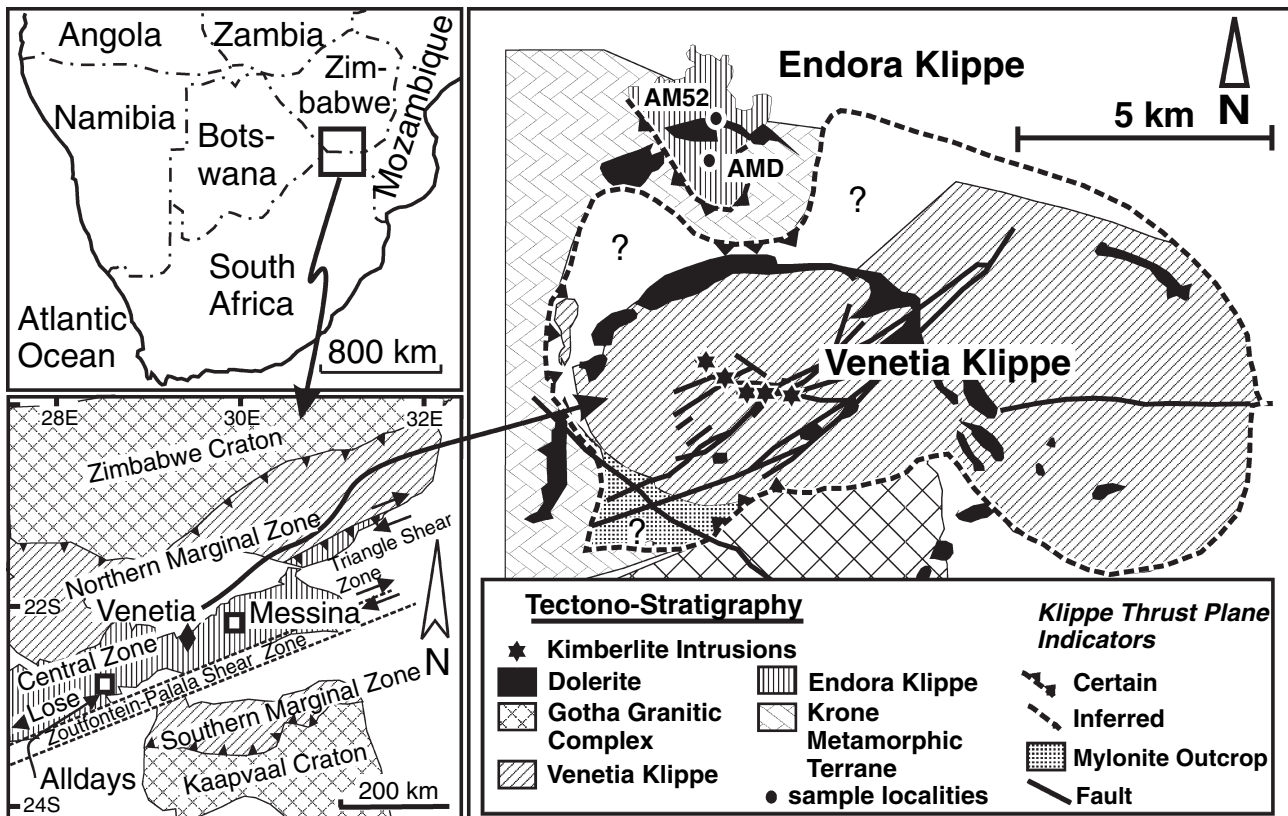 Angola
Zambia
Zim-
babwe
Mozambique
Namibia
Bots-
wana
South
Africa
Atlantic
Ocean
800 km
28E
30E
32E
Zimbabwe Craton
Northern Marginal Zone
Triangle Shear
Zone
22S
Venetia
Messina
Central Zone
Lose
Zoutfontein-Palala Shear Zone
N
Southern Marginal Zone
Kaapvaal Craton
Alldays
24S
200 km
Endora Klippe
N
AM52
5 km
AMD
?
?
Venetia Klippe
?
Tectono-Stratigraphy
Kimberlite Intrusions
Dolerite
Gotha Granitic
Complex
Venetia Klippe
Endora Klippe
Krone
Metamorphic
Terrane
sample localities
Klippe Thrust Plane
Indicators
Certain
Inferred
Mylonite Outcrop
Fault